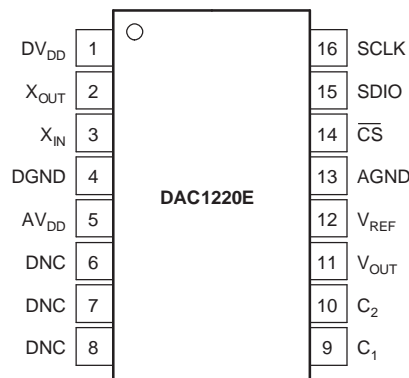 DVDD 1 16 SCLK
XOUT 2 15 SDIO
XIN 3 14 C̅S̅
DGND 4 13 AGND
DAC1220E
AVDD 5 12 VREF
DNC 6 11 VOUT
DNC 7 10 C2
DNC 8 9 C1